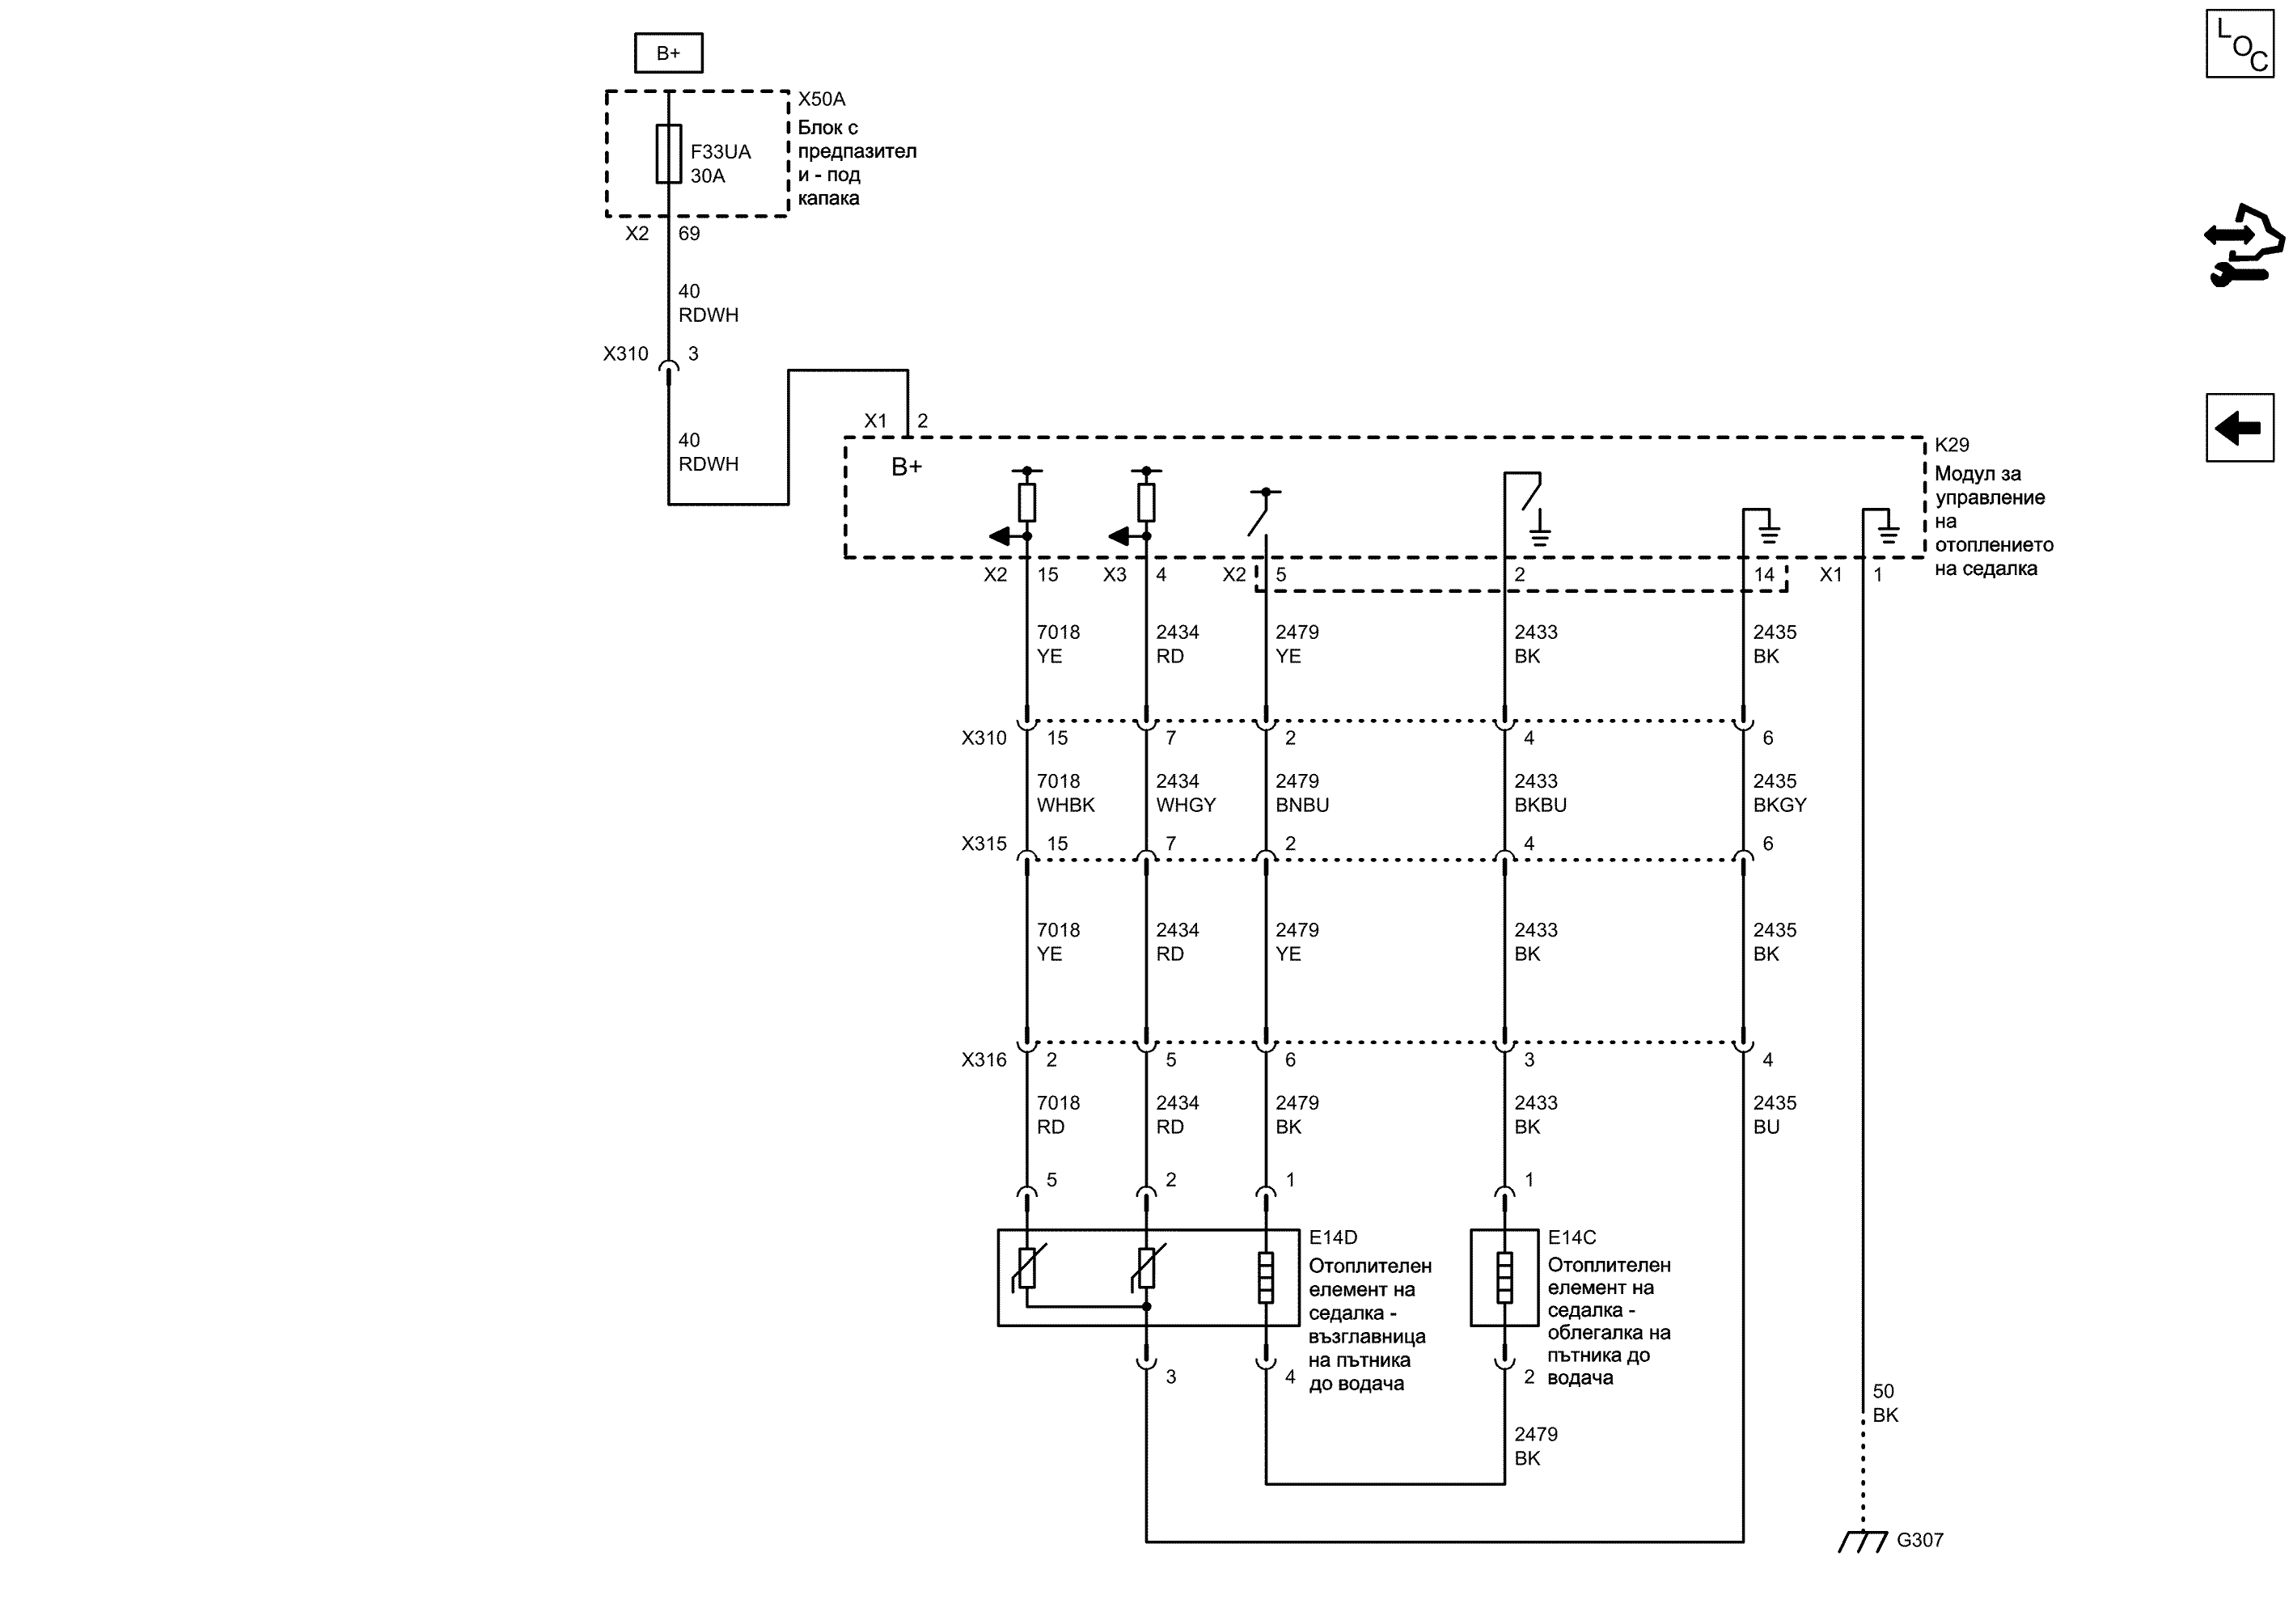 B+
L
O
C
X50A
Блок с
предпазител
и - под
капака
F33UA
30A
X2 69
40
RDWH
X310 3
X1 2
40
RDWH
B+
K29
Модул за
управление
на
отоплението
на седалка
X2 15 X3 4 X2 5 2 14 X1 1
7018 2434 2479 2433 2435
YE RD YE BK BK
X310 15 7 2 4 6
7018 2434 2479 2433 2435
WHBK WHGY BNBU BKBU BKGY
X315 15 7 2 4 6
7018 2434 2479 2433 2435
YE RD YE BK BK
X316 2 5 6 3 4
7018 2434 2479 2433 2435
RD RD BK BK BU
5 2 1 1
E14D
Отоплителен
елемент на
седалка -
възглавница
на пътника
до водача
E14C
Отоплителен
елемент на
седалка -
облегалка на
пътника до
водача
3 4 2
50
BK
2479
BK
G307